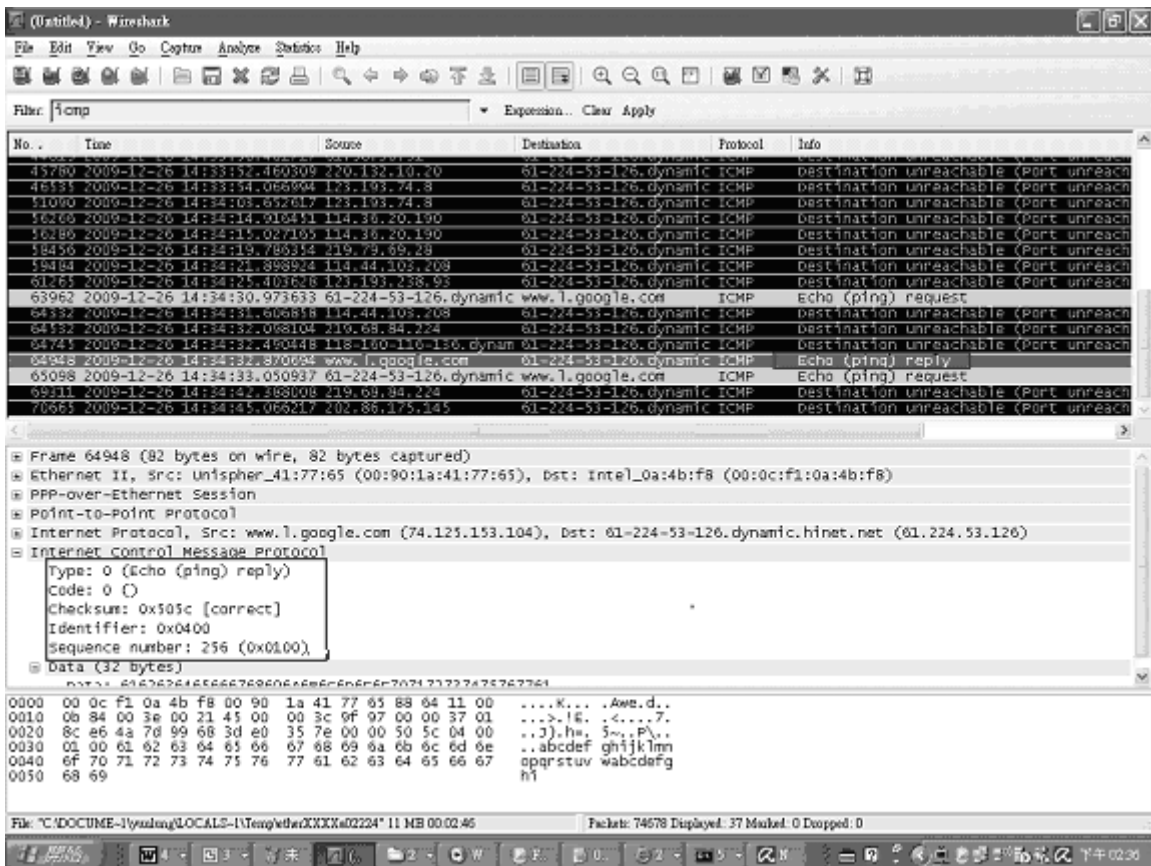 (Untitled) - Wireshark
File Edit View Go Capture Analyze Statistics Help
Filter: icmp Expression... Clear Apply
No. . Time Source Destination Protocol Info
45780 2009-12-26 14:33:52.460309 220.132.10.20 61-224-53-126.dynamic ICMP Destination unreachable (Port unreach
46535 2009-12-26 14:33:54.066994 123.193.74.8 61-224-53-126.dynamic ICMP Destination unreachable (Port unreach
51090 2009-12-26 14:34:03.652617 123.193.74.8 61-224-53-126.dynamic ICMP Destination unreachable (Port unreach
56266 2009-12-26 14:34:14.916451 114.36.20.190 61-224-53-126.dynamic ICMP Destination unreachable (Port unreach
56286 2009-12-26 14:34:15.027165 114.36.20.190 61-224-53-126.dynamic ICMP Destination unreachable (Port unreach
58456 2009-12-26 14:34:19.786354 219.79.69.28 61-224-53-126.dynamic ICMP Destination unreachable (Port unreach
59484 2009-12-26 14:34:21.898924 114.44.103.208 61-224-53-126.dynamic ICMP Destination unreachable (Port unreach
61265 2009-12-26 14:34:25.403628 123.193.238.93 61-224-53-126.dynamic ICMP Destination unreachable (Port unreach
63962 2009-12-26 14:34:30.973633 61-224-53-126.dynamic www.l.google.com ICMP Echo (ping) request
64332 2009-12-26 14:34:31.606858 114.44.103.208 61-224-53-126.dynamic ICMP Destination unreachable (Port unreach
64532 2009-12-26 14:34:32.098104 219.68.84.224 61-224-53-126.dynamic ICMP Destination unreachable (Port unreach
64745 2009-12-26 14:34:32.490448 118-160-116-136.dynam 61-224-53-126.dynamic ICMP Destination unreachable (Port unreach
64948 2009-12-26 14:34:32.870694 www.l.google.com 61-224-53-126.dynamic ICMP Echo (ping) reply
65098 2009-12-26 14:34:33.050937 61-224-53-126.dynamic www.l.google.com ICMP Echo (ping) request
69311 2009-12-26 14:34:42.388008 219.68.84.224 61-224-53-126.dynamic ICMP Destination unreachable (Port unreach
70665 2009-12-26 14:34:45.066217 202.86.175.145 61-224-53-126.dynamic ICMP Destination unreachable (Port unreach
Frame 64948 (82 bytes on wire, 82 bytes captured)
Ethernet II, Src: Unispher_41:77:65 (00:90:1a:41:77:65), Dst: Intel_0a:4b:f8 (00:0c:f1:0a:4b:f8)
PPP-over-Ethernet Session
Point-to-Point Protocol
Internet Protocol, Src: www.l.google.com (74.125.153.104), Dst: 61-224-53-126.dynamic.hinet.net (61.224.53.126)
Internet Control Message Protocol
Type: 0 (Echo (ping) reply)
Code: 0 ()
Checksum: 0x505c [correct]
Identifier: 0x0400
Sequence number: 256 (0x0100)
Data (32 bytes)
0000 00 0c f1 0a 4b f8 00 90 1a 41 77 65 88 64 11 00 ....K... .Awe.d..
0010 0b 84 00 3e 00 21 45 00 00 3c 9f 97 00 00 37 01 ...>.!E. .<....7.
0020 8c e6 4a 7d 99 68 3d e0 35 7e 00 00 50 5c 04 00 ..J}.h=. 5~..P\..
0030 01 00 61 62 63 64 65 66 67 68 69 6a 6b 6c 6d 6e ..abcdef ghijklmn
0040 6f 70 71 72 73 74 75 76 77 61 62 63 64 65 66 67 opqrstuv wabcdefg
0050 68 69 hi
File: "C:\DOCUME~1\yunlung\LOCALS~1\Temp\etherXXXXa02224" 11 MB 00:02:46 Packets: 74678 Displayed: 37 Marked: 0 Dropped: 0
下午 02:36